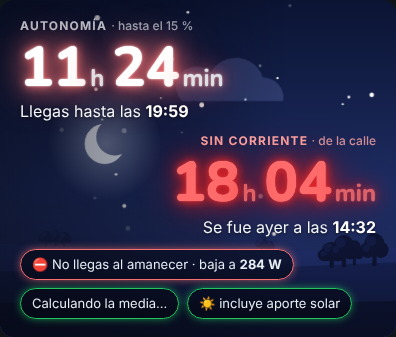 AUTONOMÍA · hasta el 15 %
11 h 24 min
Llegas hasta las 19:59
SIN CORRIENTE · de la calle
18 h 04 min
Se fue ayer a las 14:32
⛔ No llegas al amanecer · baja a 284 W
Calculando la media...
☀️ incluye aporte solar